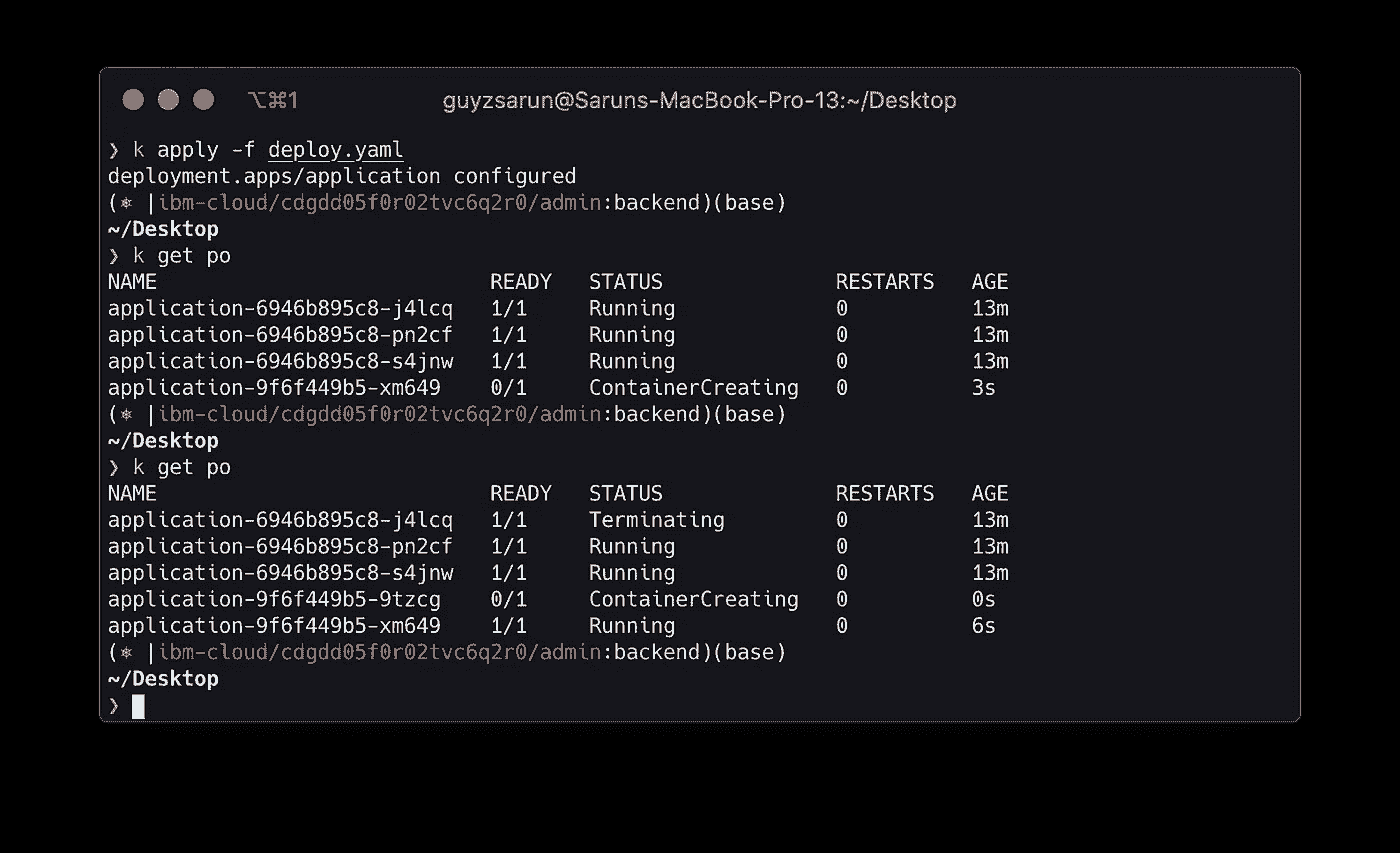 ⌥⌘1 guyzsarun@Saruns-MacBook-Pro-13:~/Desktop
❯ k apply -f deploy.yaml
deployment.apps/application configured
(⎈ |ibm-cloud/cdgdd05f0r02tvc6q2r0/admin:backend)(base)
~/Desktop
❯ k get po
NAME READY STATUS RESTARTS AGE
application-6946b895c8-j4lcq 1/1 Running 0 13m
application-6946b895c8-pn2cf 1/1 Running 0 13m
application-6946b895c8-s4jnw 1/1 Running 0 13m
application-9f6f449b5-xm649 0/1 ContainerCreating 0 3s
(⎈ |ibm-cloud/cdgdd05f0r02tvc6q2r0/admin:backend)(base)
~/Desktop
❯ k get po
NAME READY STATUS RESTARTS AGE
application-6946b895c8-j4lcq 1/1 Terminating 0 13m
application-6946b895c8-pn2cf 1/1 Running 0 13m
application-6946b895c8-s4jnw 1/1 Running 0 13m
application-9f6f449b5-9tzcg 0/1 ContainerCreating 0 0s
application-9f6f449b5-xm649 1/1 Running 0 6s
(⎈ |ibm-cloud/cdgdd05f0r02tvc6q2r0/admin:backend)(base)
~/Desktop
❯